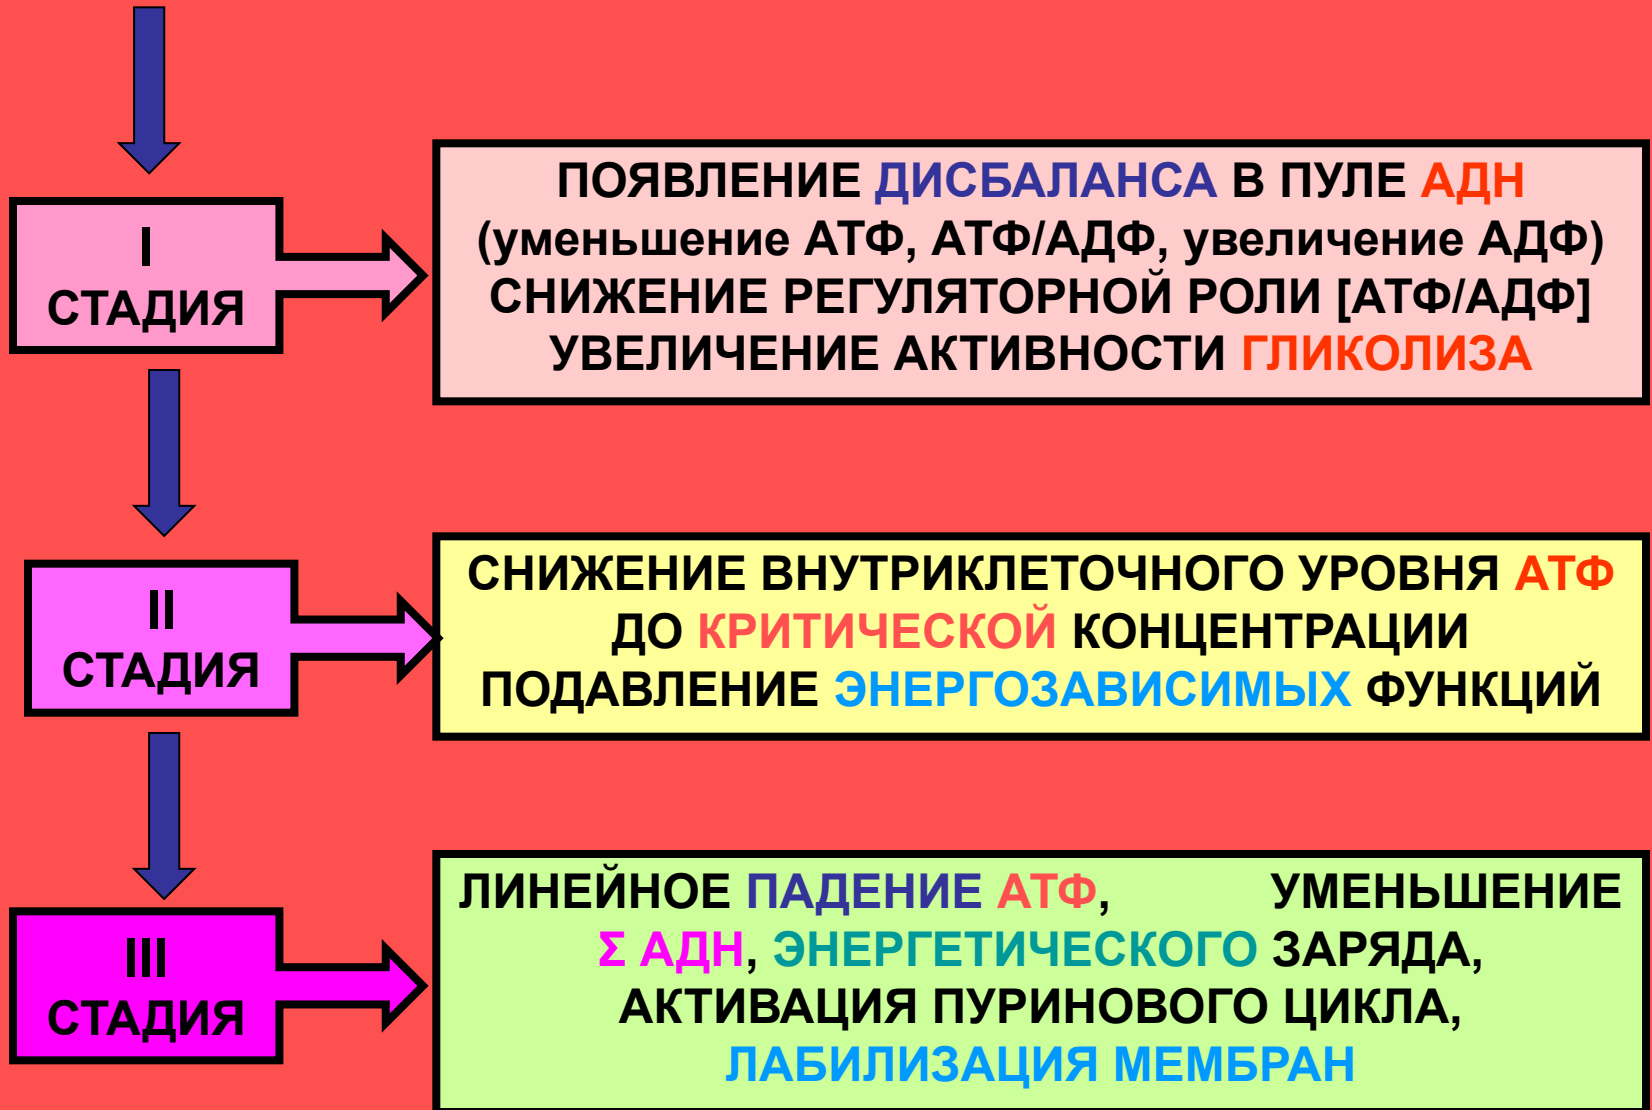 I
СТАДИЯ
ПОЯВЛЕНИЕ ДИСБАЛАНСА В ПУЛЕ АДН
(уменьшение АТФ, АТФ/АДФ, увеличение АДФ)
СНИЖЕНИЕ РЕГУЛЯТОРНОЙ РОЛИ [АТФ/АДФ]
УВЕЛИЧЕНИЕ АКТИВНОСТИ ГЛИКОЛИЗА
II
СТАДИЯ
СНИЖЕНИЕ ВНУТРИКЛЕТОЧНОГО УРОВНЯ АТФ
ДО КРИТИЧЕСКОЙ КОНЦЕНТРАЦИИ
ПОДАВЛЕНИЕ ЭНЕРГОЗАВИСИМЫХ ФУНКЦИЙ
III
СТАДИЯ
ЛИНЕЙНОЕ ПАДЕНИЕ АТФ, УМЕНЬШЕНИЕ
Σ АДН, ЭНЕРГЕТИЧЕСКОГО ЗАРЯДА,
АКТИВАЦИЯ ПУРИНОВОГО ЦИКЛА,
ЛАБИЛИЗАЦИЯ МЕМБРАН